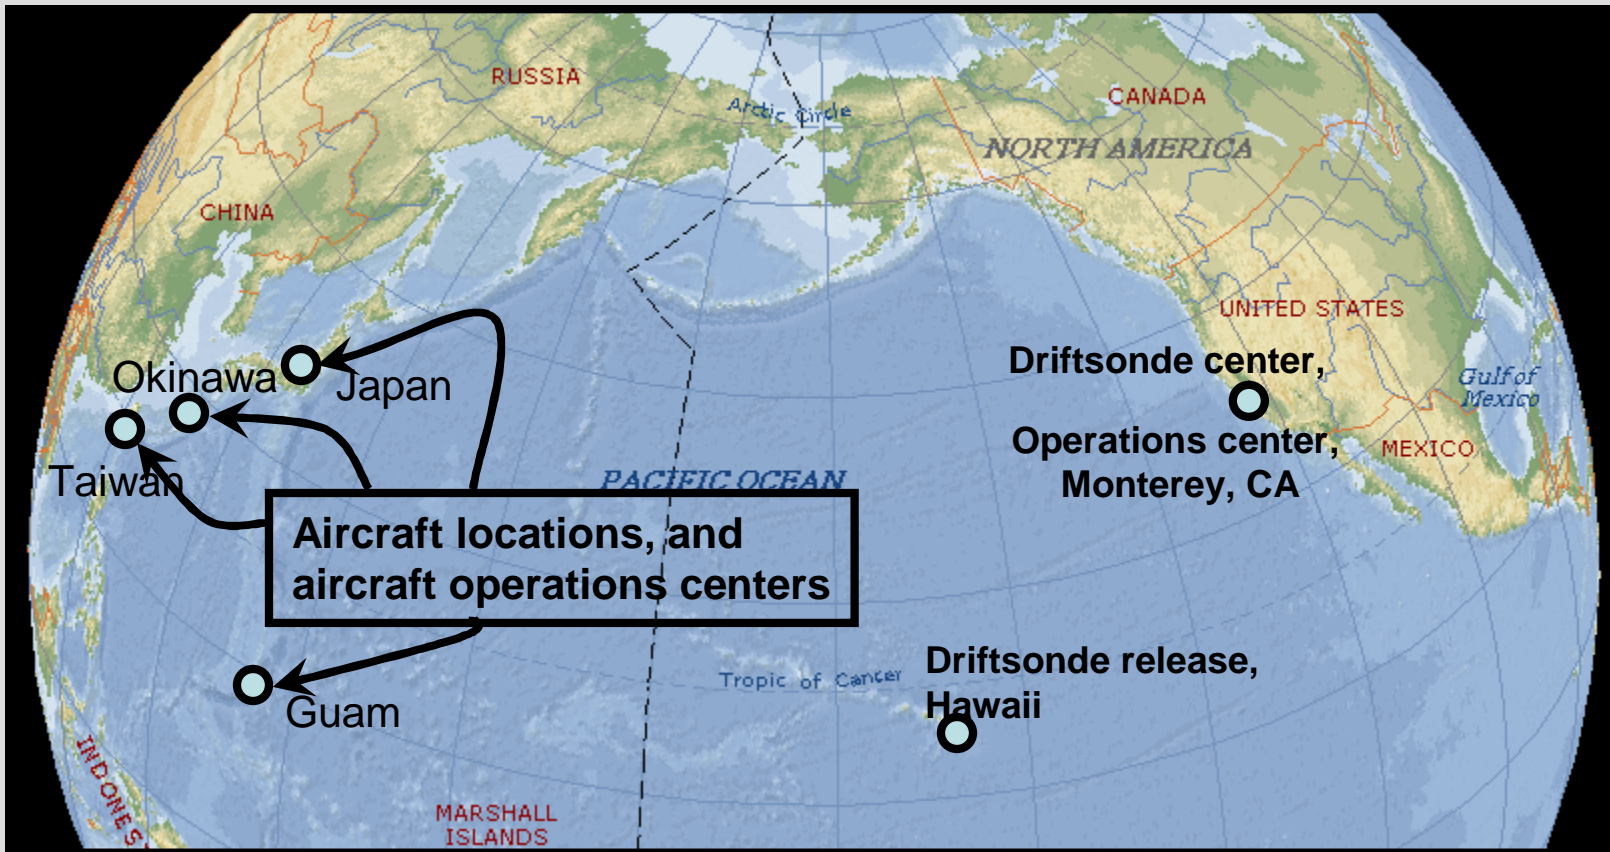 RUSSIA
Arctic Circle
CANADA
NORTH AMERICA
CHINA
UNITED STATES
Driftsonde center,
Okinawa
Japan
Gulf of
Mexico
Operations center,
Monterey, CA
MEXICO
Taiwan
PACIFIC OCEAN
Aircraft locations, and
aircraft operations centers
Driftsonde release,
Hawaii
Tropic of Cancer
Guam
INDONES
MARSHALL
ISLANDS